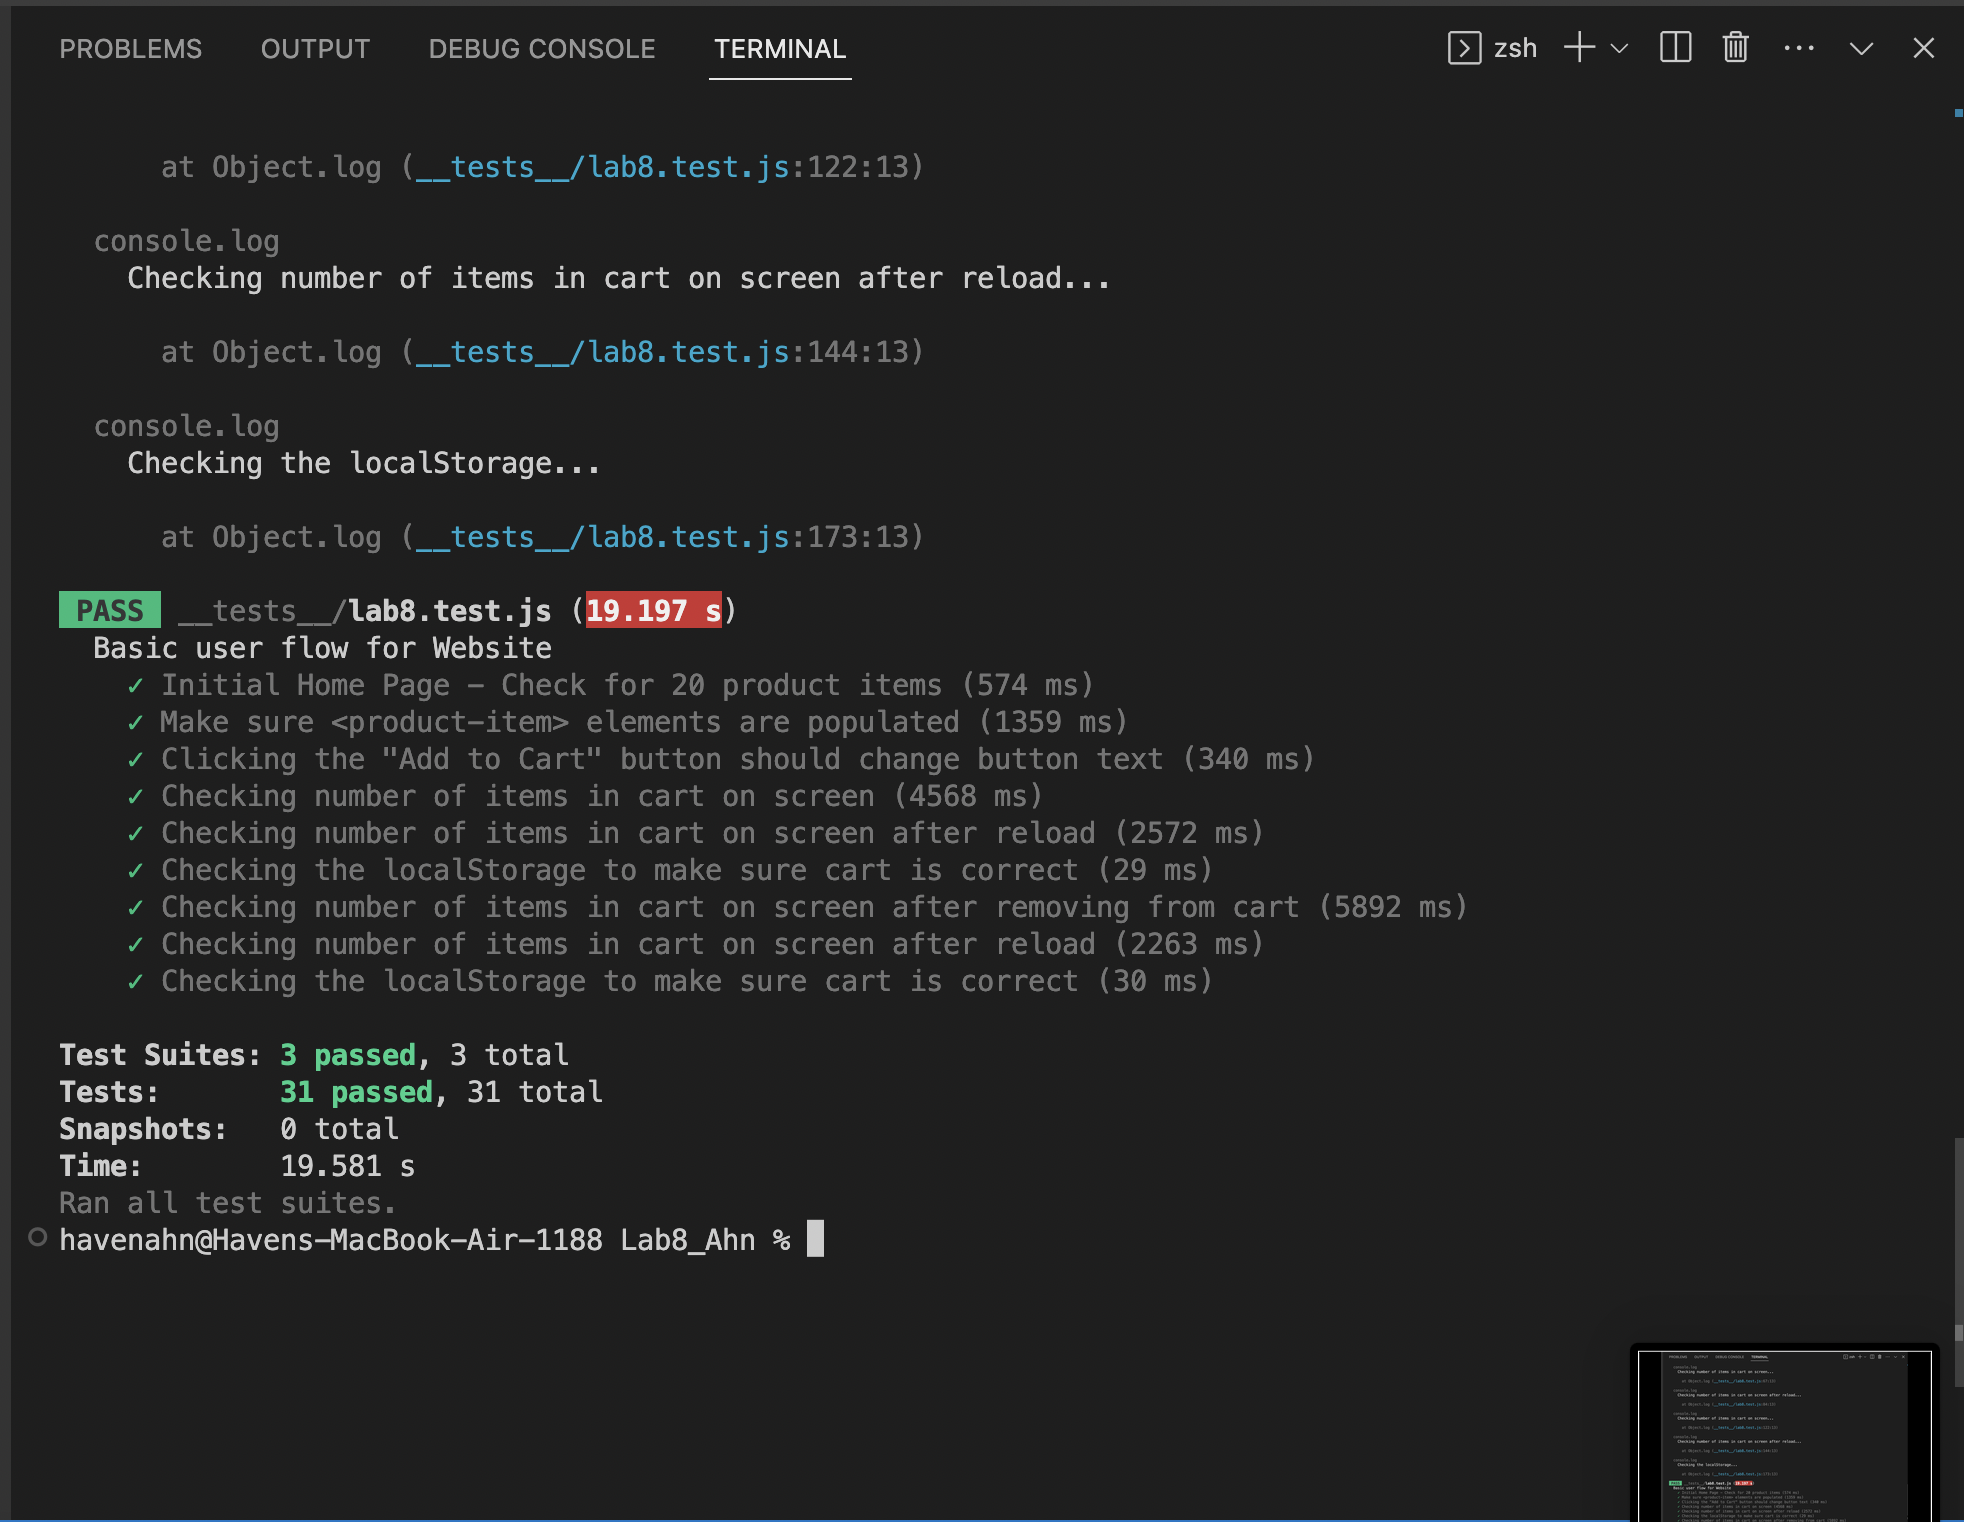 PROBLEMS OUTPUT DEBUG CONSOLE TERMINAL zsh
at Object.log (__tests__/lab8.test.js:122:13)
console.log
Checking number of items in cart on screen after reload...
at Object.log (__tests__/lab8.test.js:144:13)
console.log
Checking the localStorage...
at Object.log (__tests__/lab8.test.js:173:13)
PASS __tests__/lab8.test.js (19.197 s)
Basic user flow for Website
✓ Initial Home Page – Check for 20 product items (574 ms)
✓ Make sure <product-item> elements are populated (1359 ms)
✓ Clicking the "Add to Cart" button should change button text (340 ms)
✓ Checking number of items in cart on screen (4568 ms)
✓ Checking number of items in cart on screen after reload (2572 ms)
✓ Checking the localStorage to make sure cart is correct (29 ms)
✓ Checking number of items in cart on screen after removing from cart (5892 ms)
✓ Checking number of items in cart on screen after reload (2263 ms)
✓ Checking the localStorage to make sure cart is correct (30 ms)
Test Suites: 3 passed, 3 total
Tests: 31 passed, 31 total
Snapshots: 0 total
Time: 19.581 s
Ran all test suites.
havenahn@Havens-MacBook-Air-1188 Lab8_Ahn %